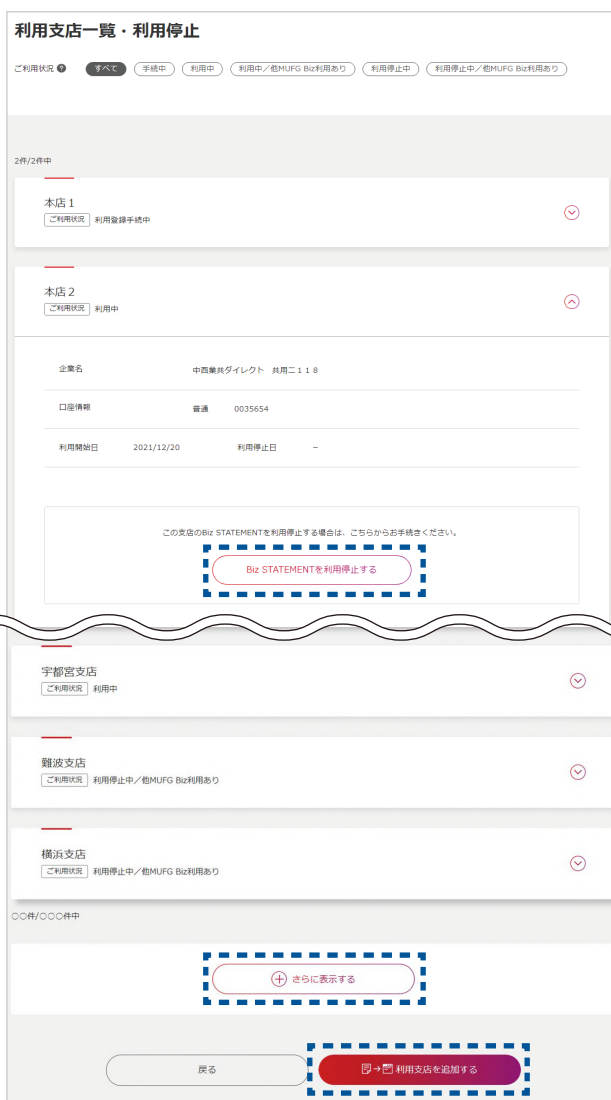 利用支店一覧・利用停止
ご利用状況 ? すべて 手続中 利用中 利用中／他MUFG Biz利用あり 利用停止中 利用停止中／他MUFG Biz利用あり
2件/2件中
本店１
ご利用状況 利用登録手続中
本店２
ご利用状況 利用中
企業名 中西業共ダイレクト 共用二１１８
口座情報 普通 0035654
利用開始日 2021/12/20 利用停止日 −
この支店のBiz STATEMENTを利用停止する場合は、こちらからお手続きください。
Biz STATEMENTを利用停止する
宇都宮支店
ご利用状況 利用中
難波支店
ご利用状況 利用停止中／他MUFG Biz利用あり
横浜支店
ご利用状況 利用停止中／他MUFG Biz利用あり
○○件/○○○件中
さらに表示する
戻る 利用支店を追加する